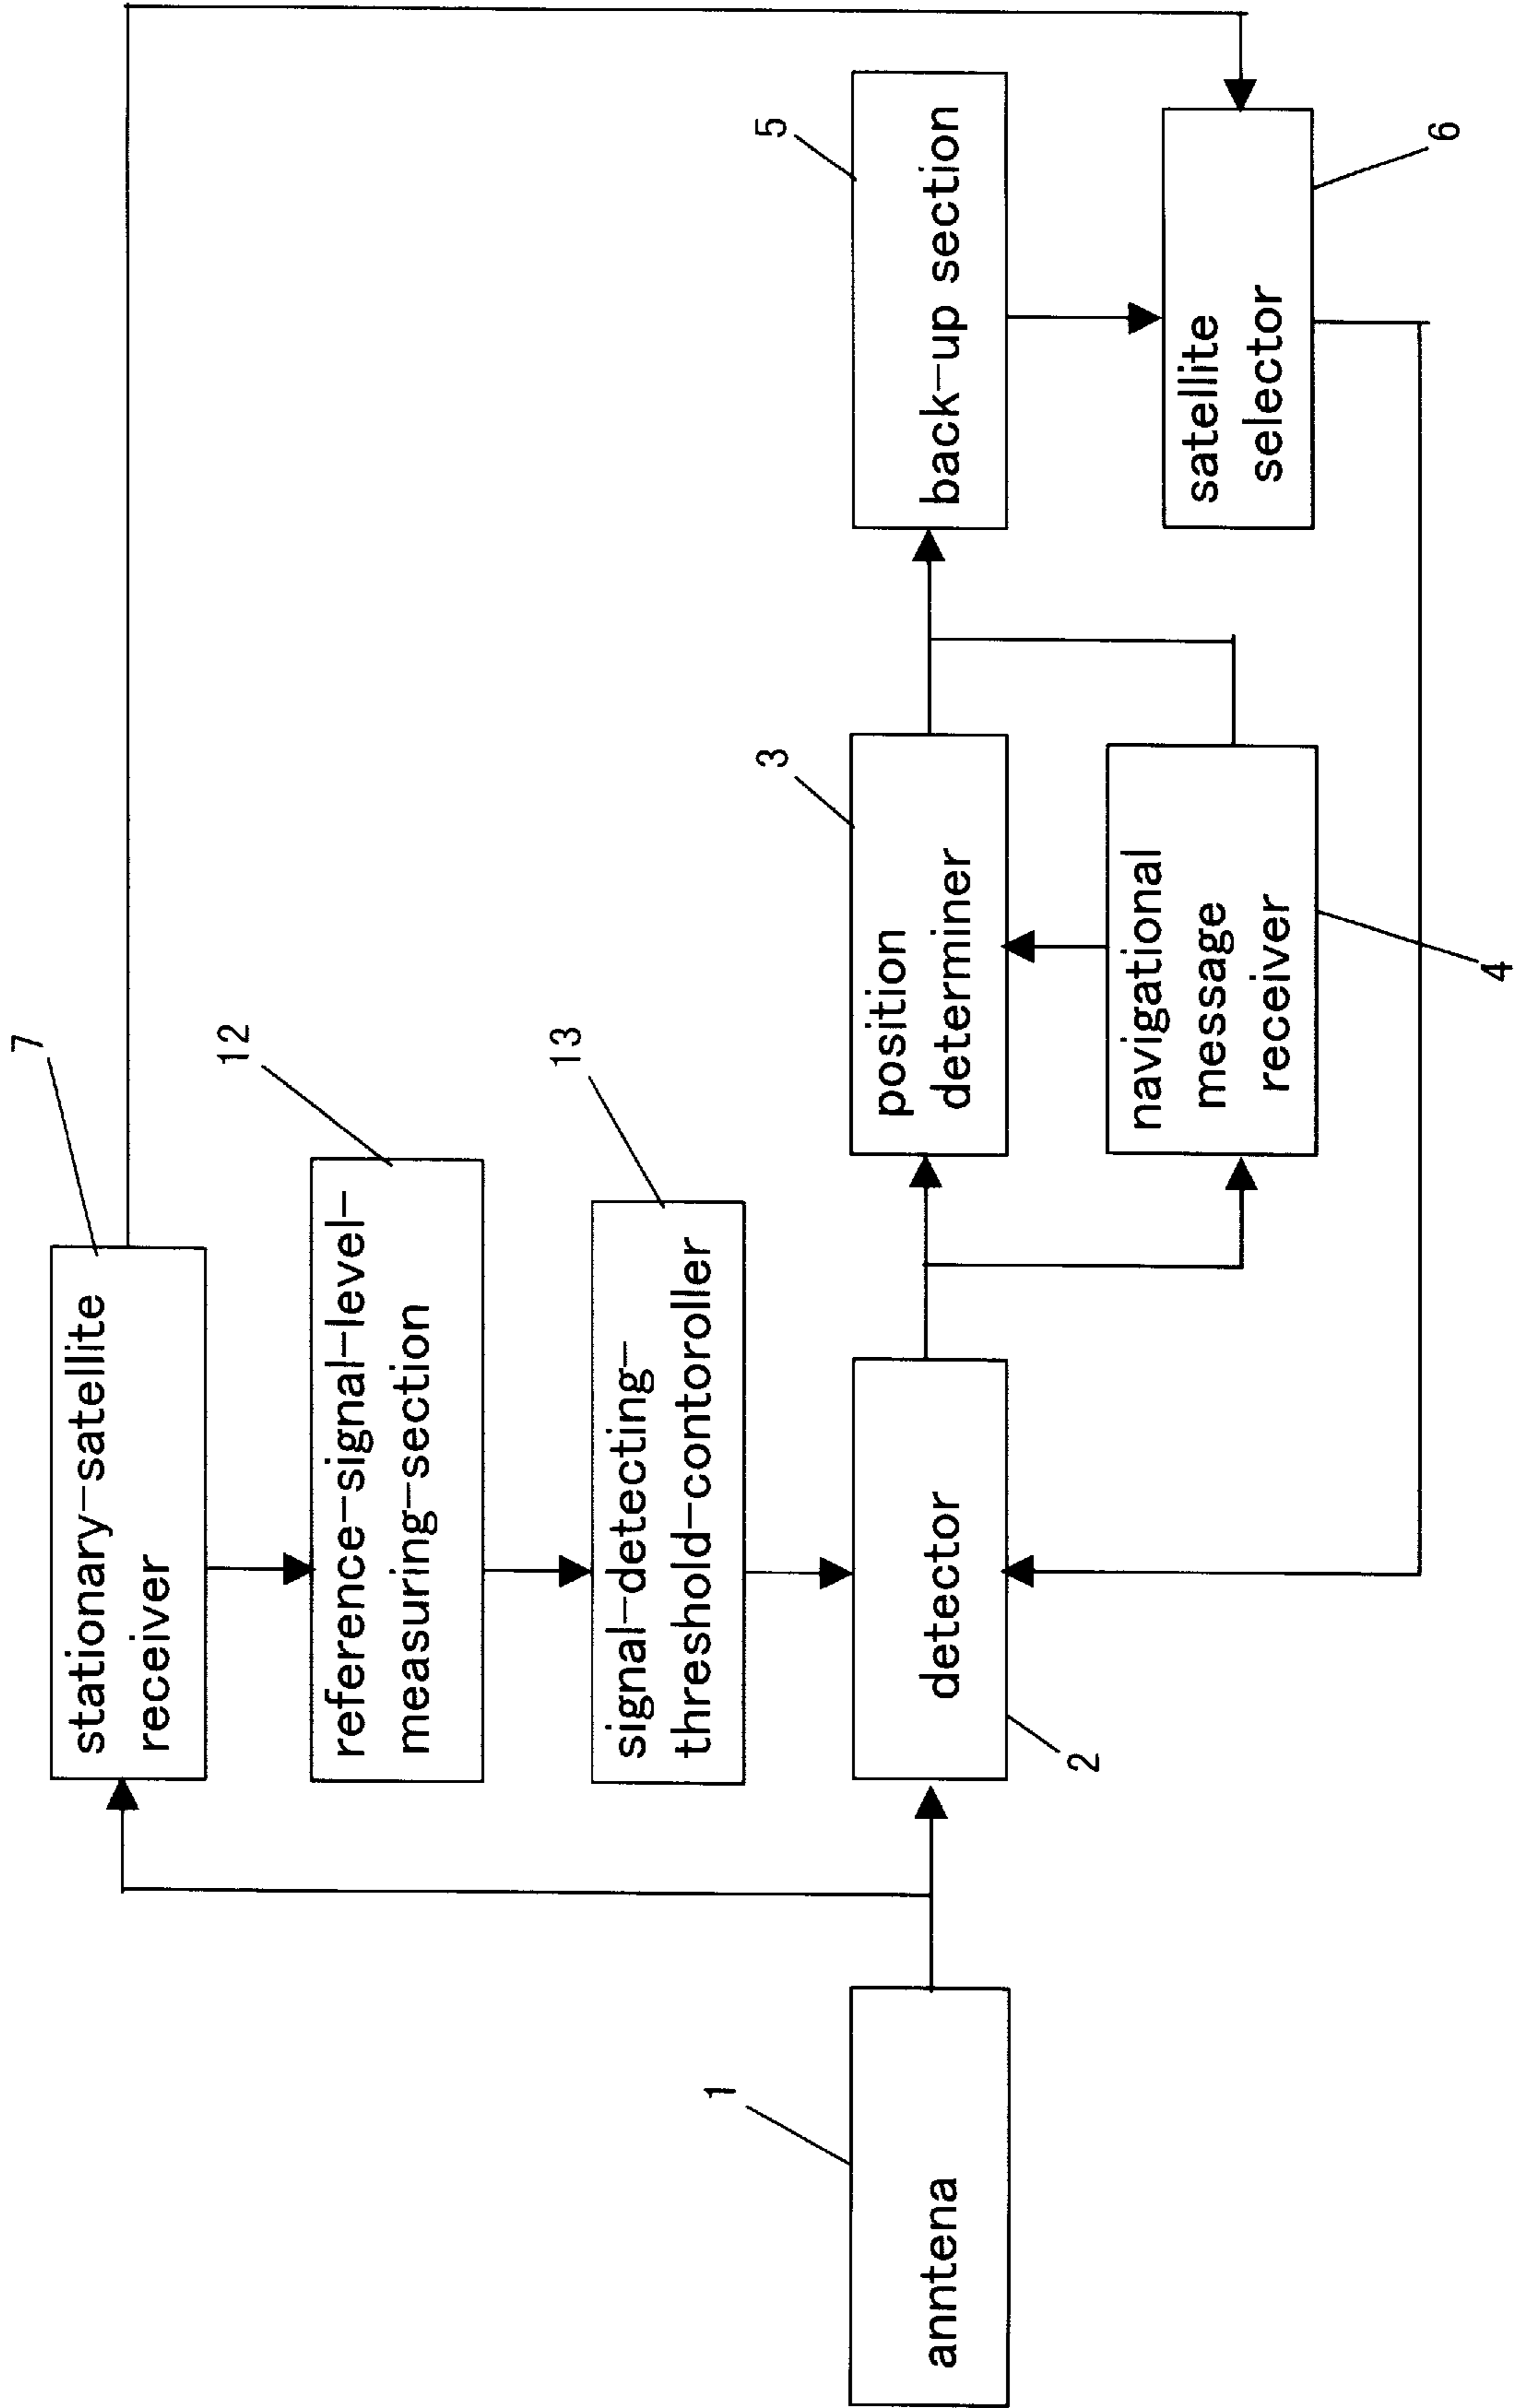 7
stationary-satellite
receiver
12
reference-signal-level-
measuring-section
13
signal-detecting-
threshold-contoroller
1
anntena
2
detector
3
position
determiner
4
navigational
message
receiver
5
back-up section
6
satellite
selector